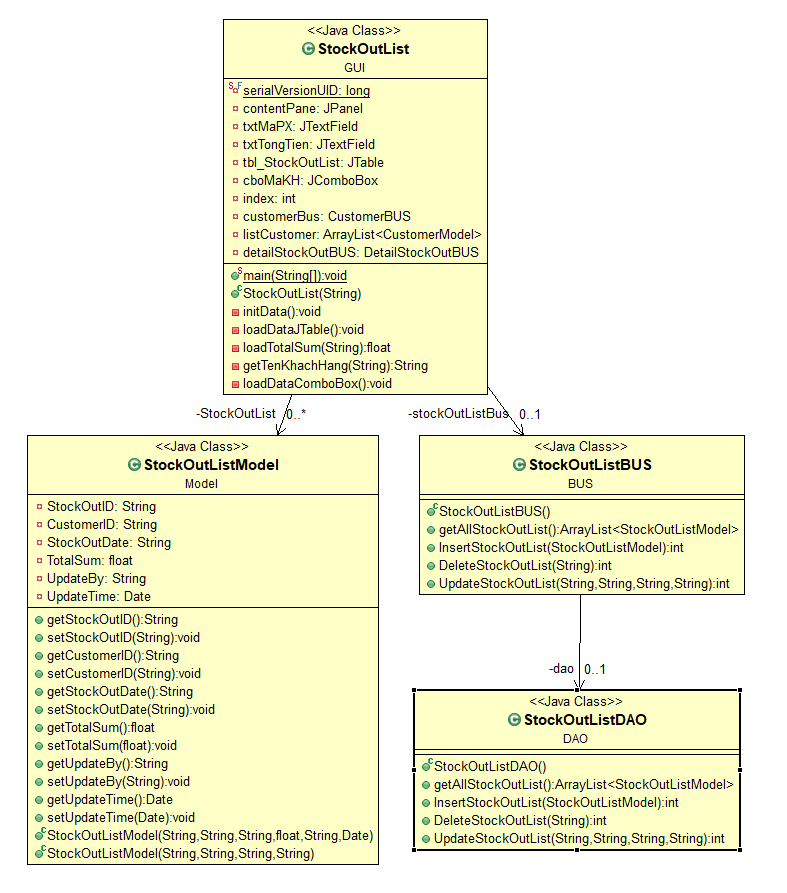 <<Java Class>>
StockOutList
GUI
serialVersionUID: long
contentPane: JPanel
txtMaPX: JTextField
txtTongTien: JTextField
tbl_StockOutList: JTable
cboMaKH: JComboBox
index: int
customerBus: CustomerBUS
listCustomer: ArrayList<CustomerModel>
detailStockOutBUS: DetailStockOutBUS
main(String[]):void
StockOutList(String)
initData():void
loadDataJTable():void
loadTotalSum(String):float
getTenKhachHang(String):String
loadDataComboBox():void
-StockOutList 0..*
-stockOutListBus 0..1
<<Java Class>>
StockOutListModel
Model
StockOutID: String
CustomerID: String
StockOutDate: String
TotalSum: float
UpdateBy: String
UpdateTime: Date
getStockOutID():String
setStockOutID(String):void
getCustomerID():String
setCustomerID(String):void
getStockOutDate():String
setStockOutDate(String):void
getTotalSum():float
setTotalSum(float):void
getUpdateBy():String
setUpdateBy(String):void
getUpdateTime():Date
setUpdateTime(Date):void
StockOutListModel(String,String,String,float,String,Date)
StockOutListModel(String,String,String,String)
<<Java Class>>
StockOutListBUS
BUS
StockOutListBUS()
getAllStockOutList():ArrayList<StockOutListModel>
InsertStockOutList(StockOutListModel):int
DeleteStockOutList(String):int
UpdateStockOutList(String,String,String,String):int
-dao 0..1
<<Java Class>>
StockOutListDAO
DAO
StockOutListDAO()
getAllStockOutList():ArrayList<StockOutListModel>
InsertStockOutList(StockOutListModel):int
DeleteStockOutList(String):int
UpdateStockOutList(String,String,String,String):int